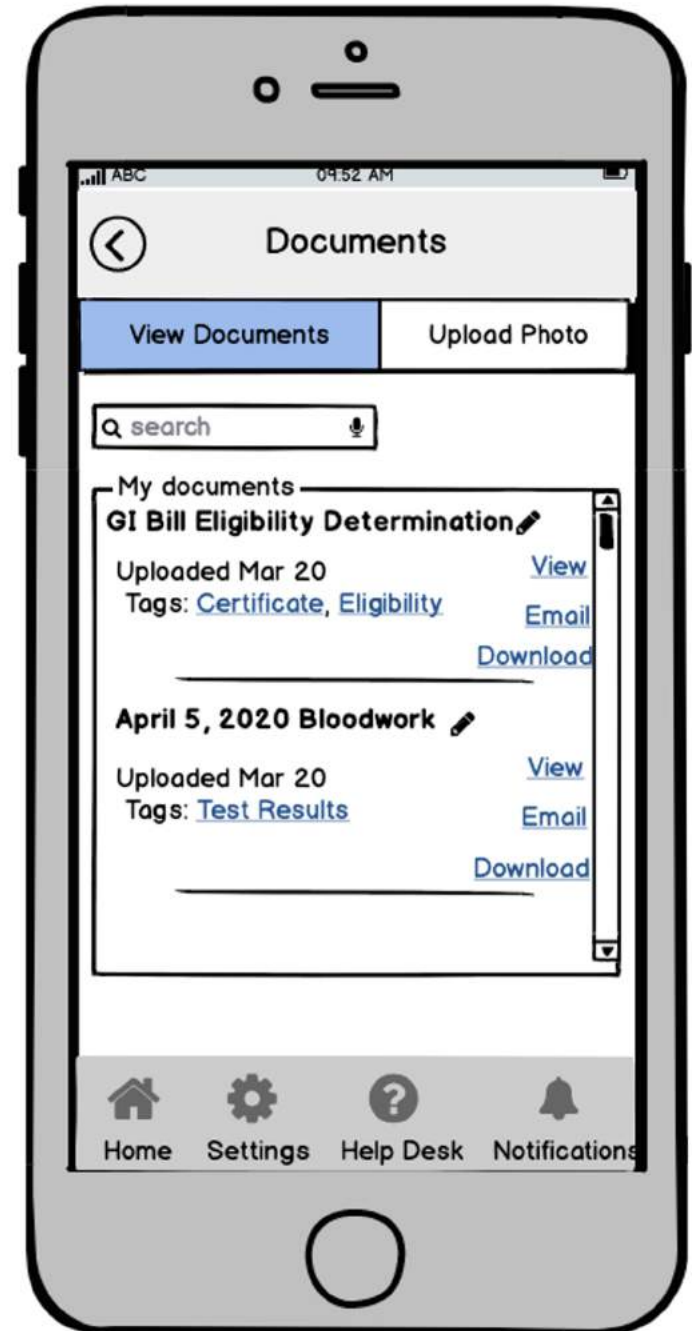 ABC 09:52 AM
Documents
View Documents Upload Photo
search
My documents
GI Bill Eligibility Determination
Uploaded Mar 20 View
Tags: Certificate, Eligibility Email
Download
April 5, 2020 Bloodwork
Uploaded Mar 20 View
Tags: Test Results Email
Download
Home Settings Help Desk Notifications